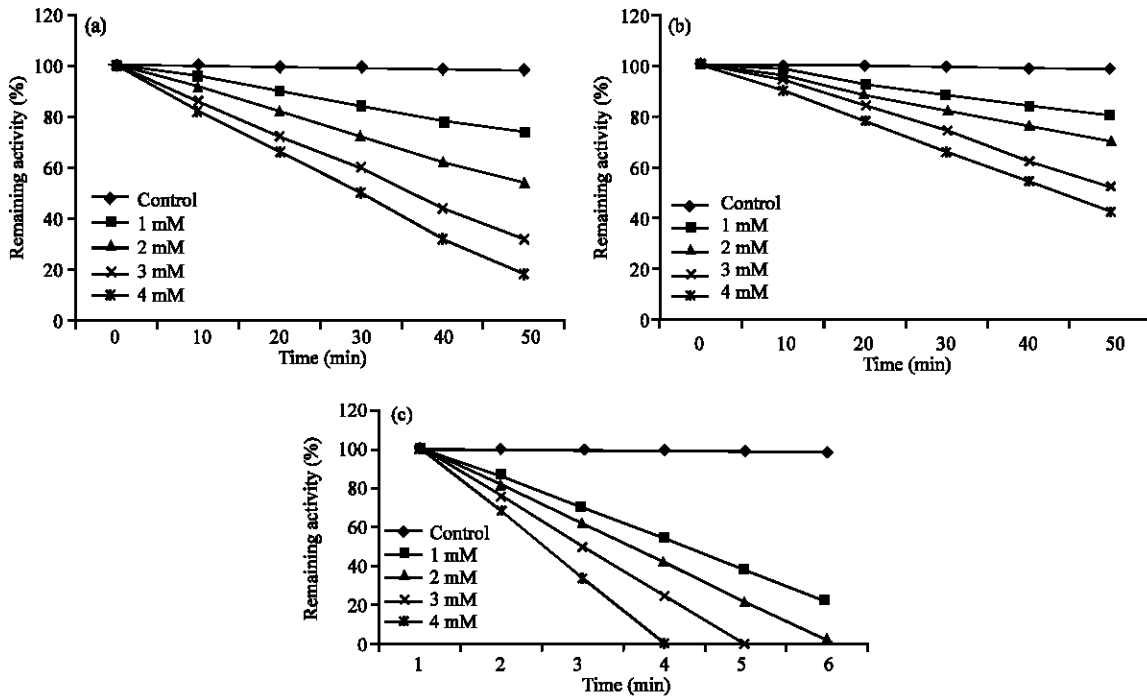 (a)
Remaining activity (%)
120
100
80
60
40
20
0
Control
1 mM
2 mM
3 mM
4 mM
0 10 20 30 40 50
Time (min)
(b)
Remaining activity (%)
120
100
80
60
40
20
0
Control
1 mM
2 mM
3 mM
4 mM
0 10 20 30 40 50
Time (min)
(c)
Remaining activity (%)
120
100
80
60
40
20
0
Control
1 mM
2 mM
3 mM
4 mM
1 2 3 4 5 6
Time (min)